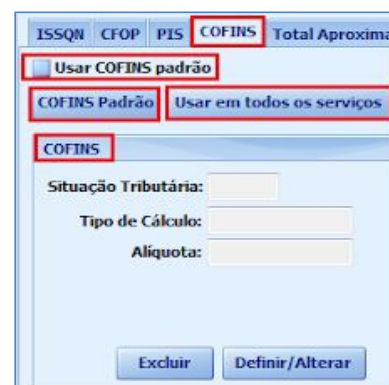 ISSQN CFOP PIS COFINS Total Aproxima
Usar COFINS padrão
COFINS Padrão Usar em todos os serviços
COFINS
Situação Tributária:
Tipo de Cálculo:
Alíquota:
Excluir Definir/Alterar